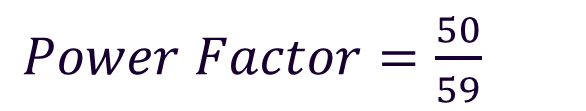 Power Factor = 50/59